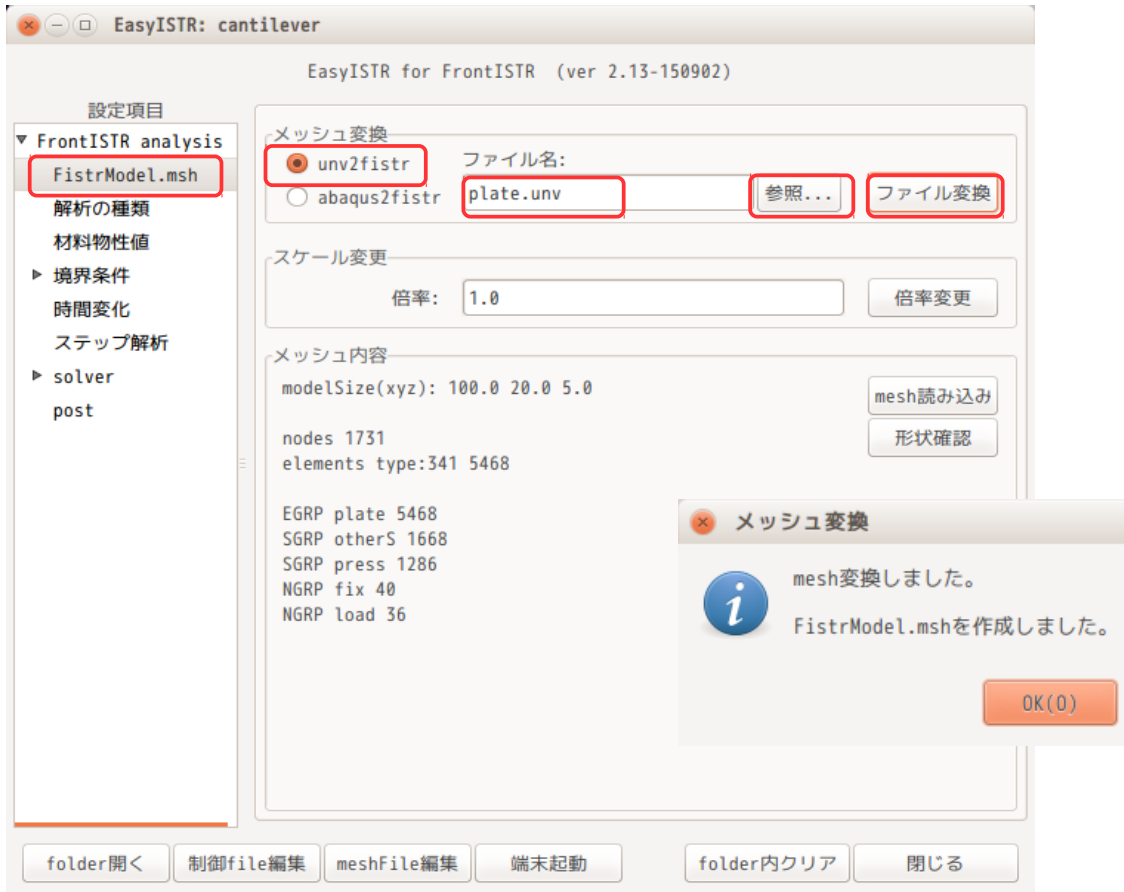 EasyISTR: cantilever
EasyISTR for FrontISTR (ver 2.13-150902)
設定項目
FrontISTR analysis
FistrModel.msh
解析の種類
材料物性値
境界条件
時間変化
ステップ解析
solver
post
メッシュ変換
unv2fistr
abaqus2fistr
ファイル名:
plate.unv
参照...
ファイル変換
スケール変更
倍率:
1.0
倍率変更
メッシュ内容
modelSize(xyz): 100.0 20.0 5.0
nodes 1731
elements type:341 5468
EGRP plate 5468
SGRP otherS 1668
SGRP press 1286
NGRP fix 40
NGRP load 36
mesh読み込み
形状確認
メッシュ変換
mesh変換しました。
FistrModel.mshを作成しました。
OK(O)
folder開く
制御file編集
meshFile編集
端末起動
folder内クリア
閉じる